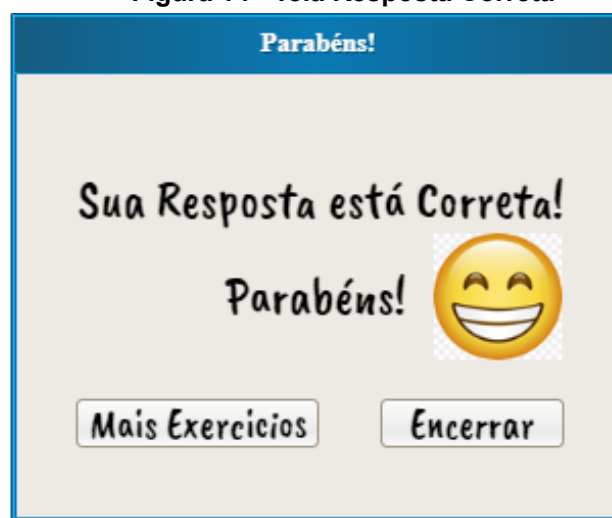 Parabéns!
Sua Resposta está Correta!
Parabéns!
Mais Exercicios Encerrar